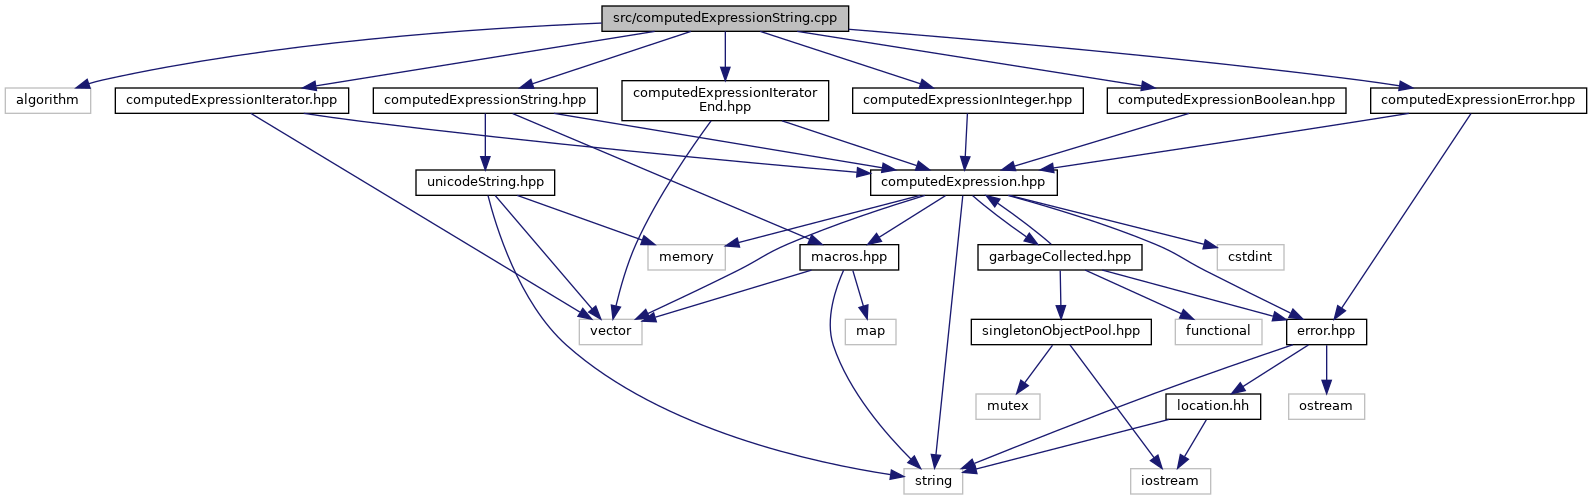 src/computedExpressionString.cpp
algorithm
computedExpressionIterator.hpp
computedExpressionString.hpp
computedExpressionIterator
End.hpp
computedExpressionInteger.hpp
computedExpressionBoolean.hpp
computedExpressionError.hpp
unicodeString.hpp
computedExpression.hpp
memory
macros.hpp
garbageCollected.hpp
cstdint
vector
map
singletonObjectPool.hpp
functional
error.hpp
mutex
location.hh
ostream
string
iostream